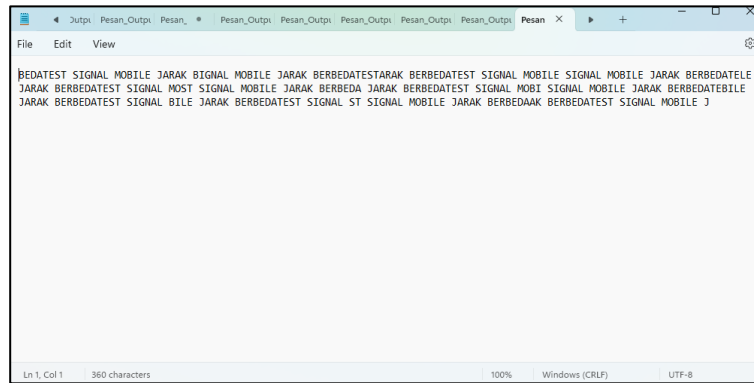 Outpu Pesan_Outpu Pesan_ Pesan_Outpu Pesan_Outpu Pesan_Outpu Pesan_Outpu Pesan_Outpu Pesan
File Edit View
BEDATEST SIGNAL MOBILE JARAK BIGNAL MOBILE JARAK BERBEDATESTARAK BERBEDATEST SIGNAL MOBILE SIGNAL MOBILE JARAK BERBEDATELE
JARAK BERBEDATEST SIGNAL MOST SIGNAL MOBILE JARAK BERBEDA JARAK BERBEDATEST SIGNAL MOBI SIGNAL MOBILE JARAK BERBEDATEBILE
JARAK BERBEDATEST SIGNAL BILE JARAK BERBEDATEST SIGNAL ST SIGNAL MOBILE JARAK BERBEDAAK BERBEDATEST SIGNAL MOBILE J
Ln 1, Col 1 360 characters 100% Windows (CRLF) UTF-8